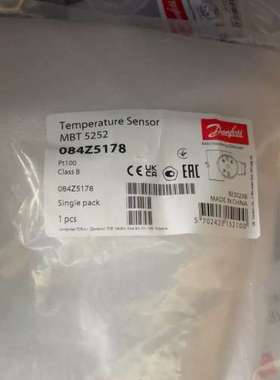 Temperature Sensor
MBT 5252
084Z5178
Pt100
Class B
Danfoss
CE
UK CA
EAC
084Z5178
Single pack
1 pcs
MADE IN CHINA